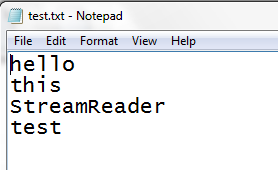 test.txt - Notepad
File Edit Format View Help
hello
this
StreamReader
test